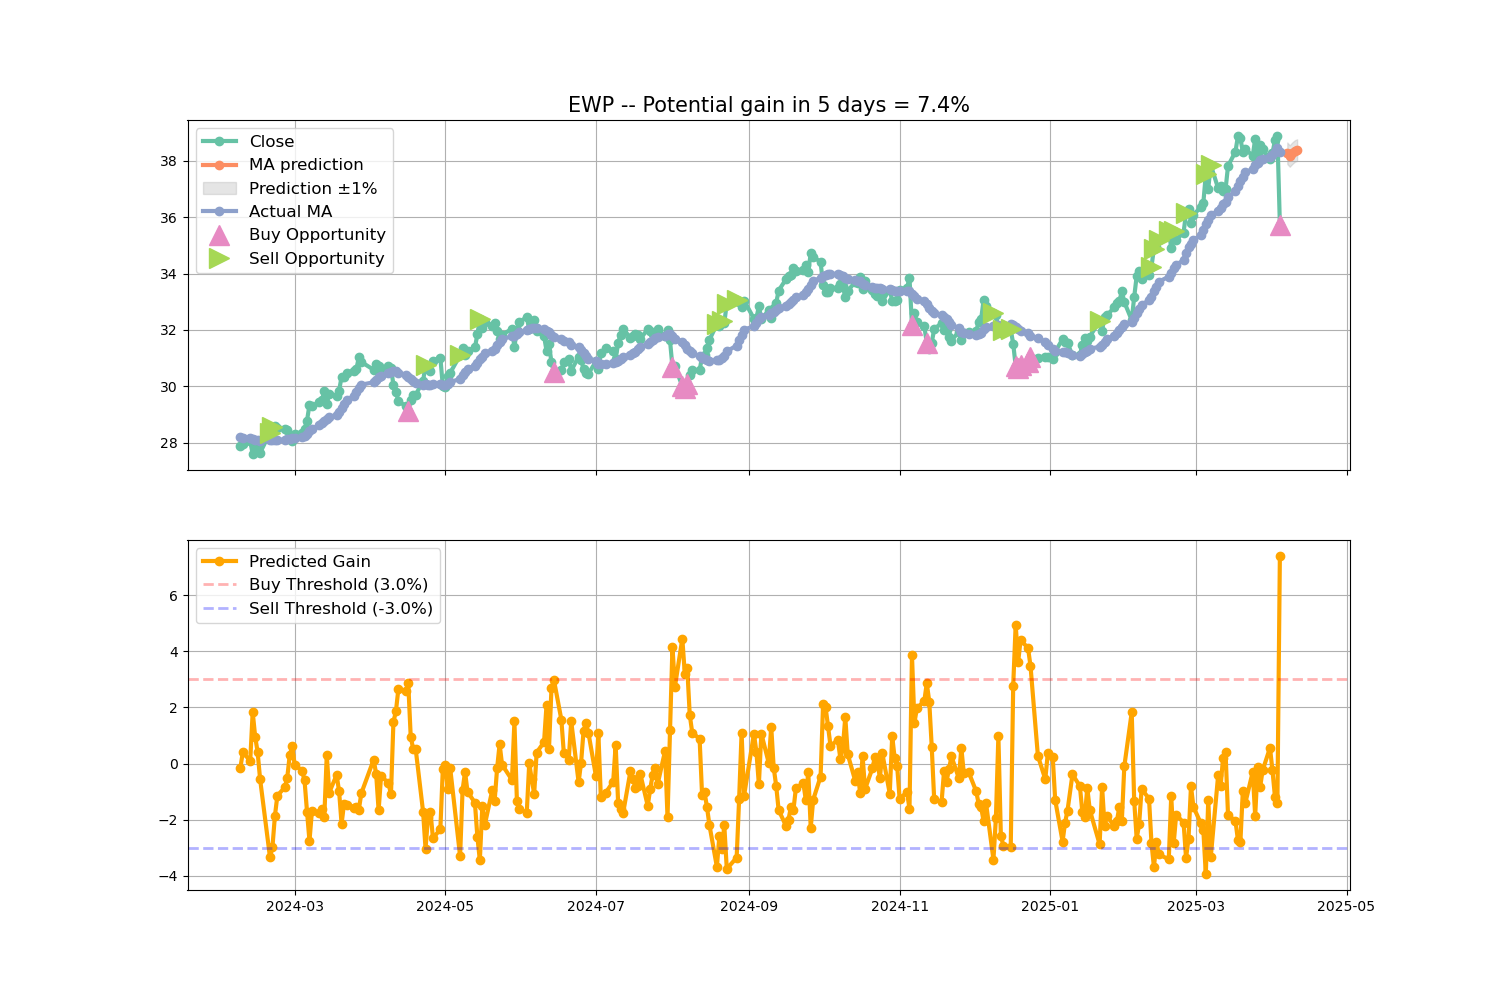 EWP -- Potential gain in 5 days = 7.4%
Close
MA prediction
Prediction ±1%
Actual MA
Buy Opportunity
Sell Opportunity
38
36
34
32
30
28
Predicted Gain
Buy Threshold (3.0%)
Sell Threshold (-3.0%)
6
4
2
0
−2
−4
2024-03 2024-05 2024-07 2024-09 2024-11 2025-01 2025-03 2025-05